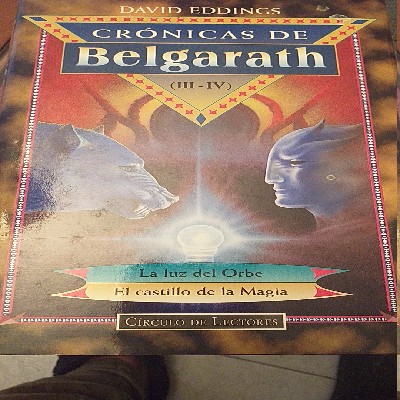 DAVID EDDINGS
CRÓNICAS DE
Belgarath
(III-IV)
La luz del Orbe
El castillo de la Magia
CÍRCULO DE LECTORES